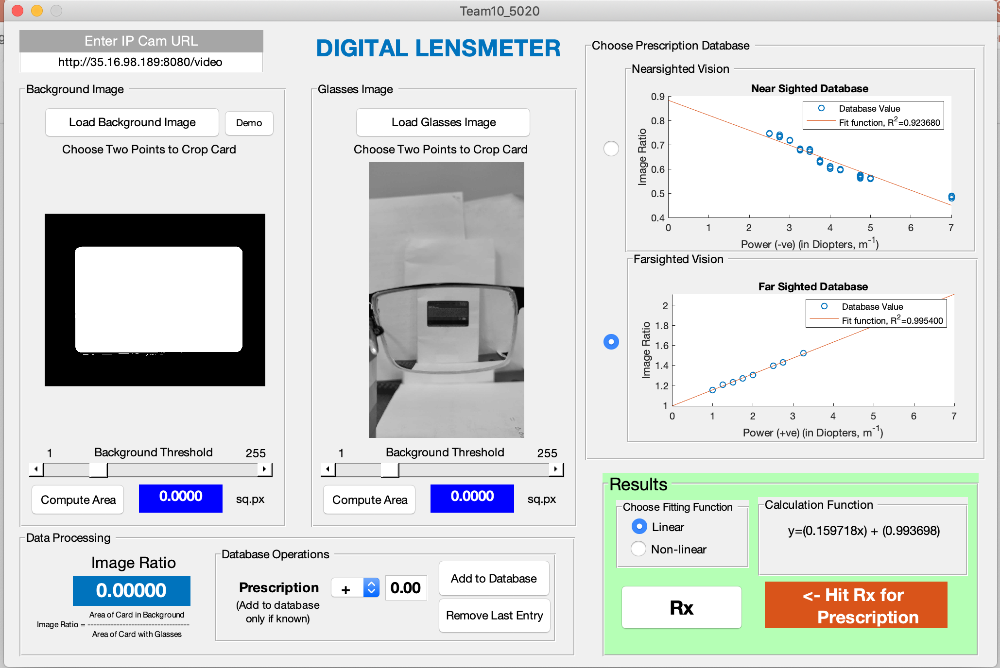 Team10_5020
Enter IP Cam URL
http://35.16.98.189:8080/video
DIGITAL LENSMETER
Background Image
Load Background Image
Demo
Choose Two Points to Crop Card
1
Background Threshold
255
Compute Area
0.0000
sq.px
Glasses Image
Load Glasses Image
Choose Two Points to Crop Card
1
Background Threshold
255
Compute Area
0.0000
sq.px
Choose Prescription Database
Nearsighted Vision
Near Sighted Database
Database Value
Fit function, R²=0.923680
Image Ratio
0.9
0.8
0.7
0.6
0.5
0.4
0 1 2 3 4 5 6 7
Power (-ve) (in Diopters, m⁻¹)
Farsighted Vision
Far Sighted Database
Database Value
Fit function, R²=0.995400
Image Ratio
2
1.8
1.6
1.4
1.2
1
0 1 2 3 4 5 6 7
Power (+ve) (in Diopters, m⁻¹)
Data Processing
Image Ratio
0.00000
Area of Card in Background
Image Ratio = -----------------------------------
Area of Card with Glasses
Database Operations
Prescription
(Add to database
only if known)
+
0.00
Add to Database
Remove Last Entry
Results
Choose Fitting Function
Linear
Non-linear
Calculation Function
y=(0.159718x) + (0.993698)
Rx
<- Hit Rx for
Prescription